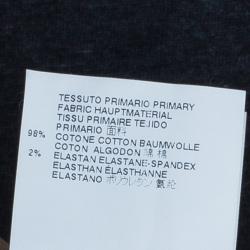 TESSUTO PRIMARIO PRIMARY
FABRIC HAUPTMATERIAL
TISSU PRIMAIRE TEJIDO
PRIMARIO 面料
98% COTONE COTTON BAUMWOLLE
COTON ALGODON 綿 棉
2% ELASTAN ELASTANE-SPANDEX
ELASTHAN ÉLASTHANNE
ELASTANO ポリウレタン 氨纶